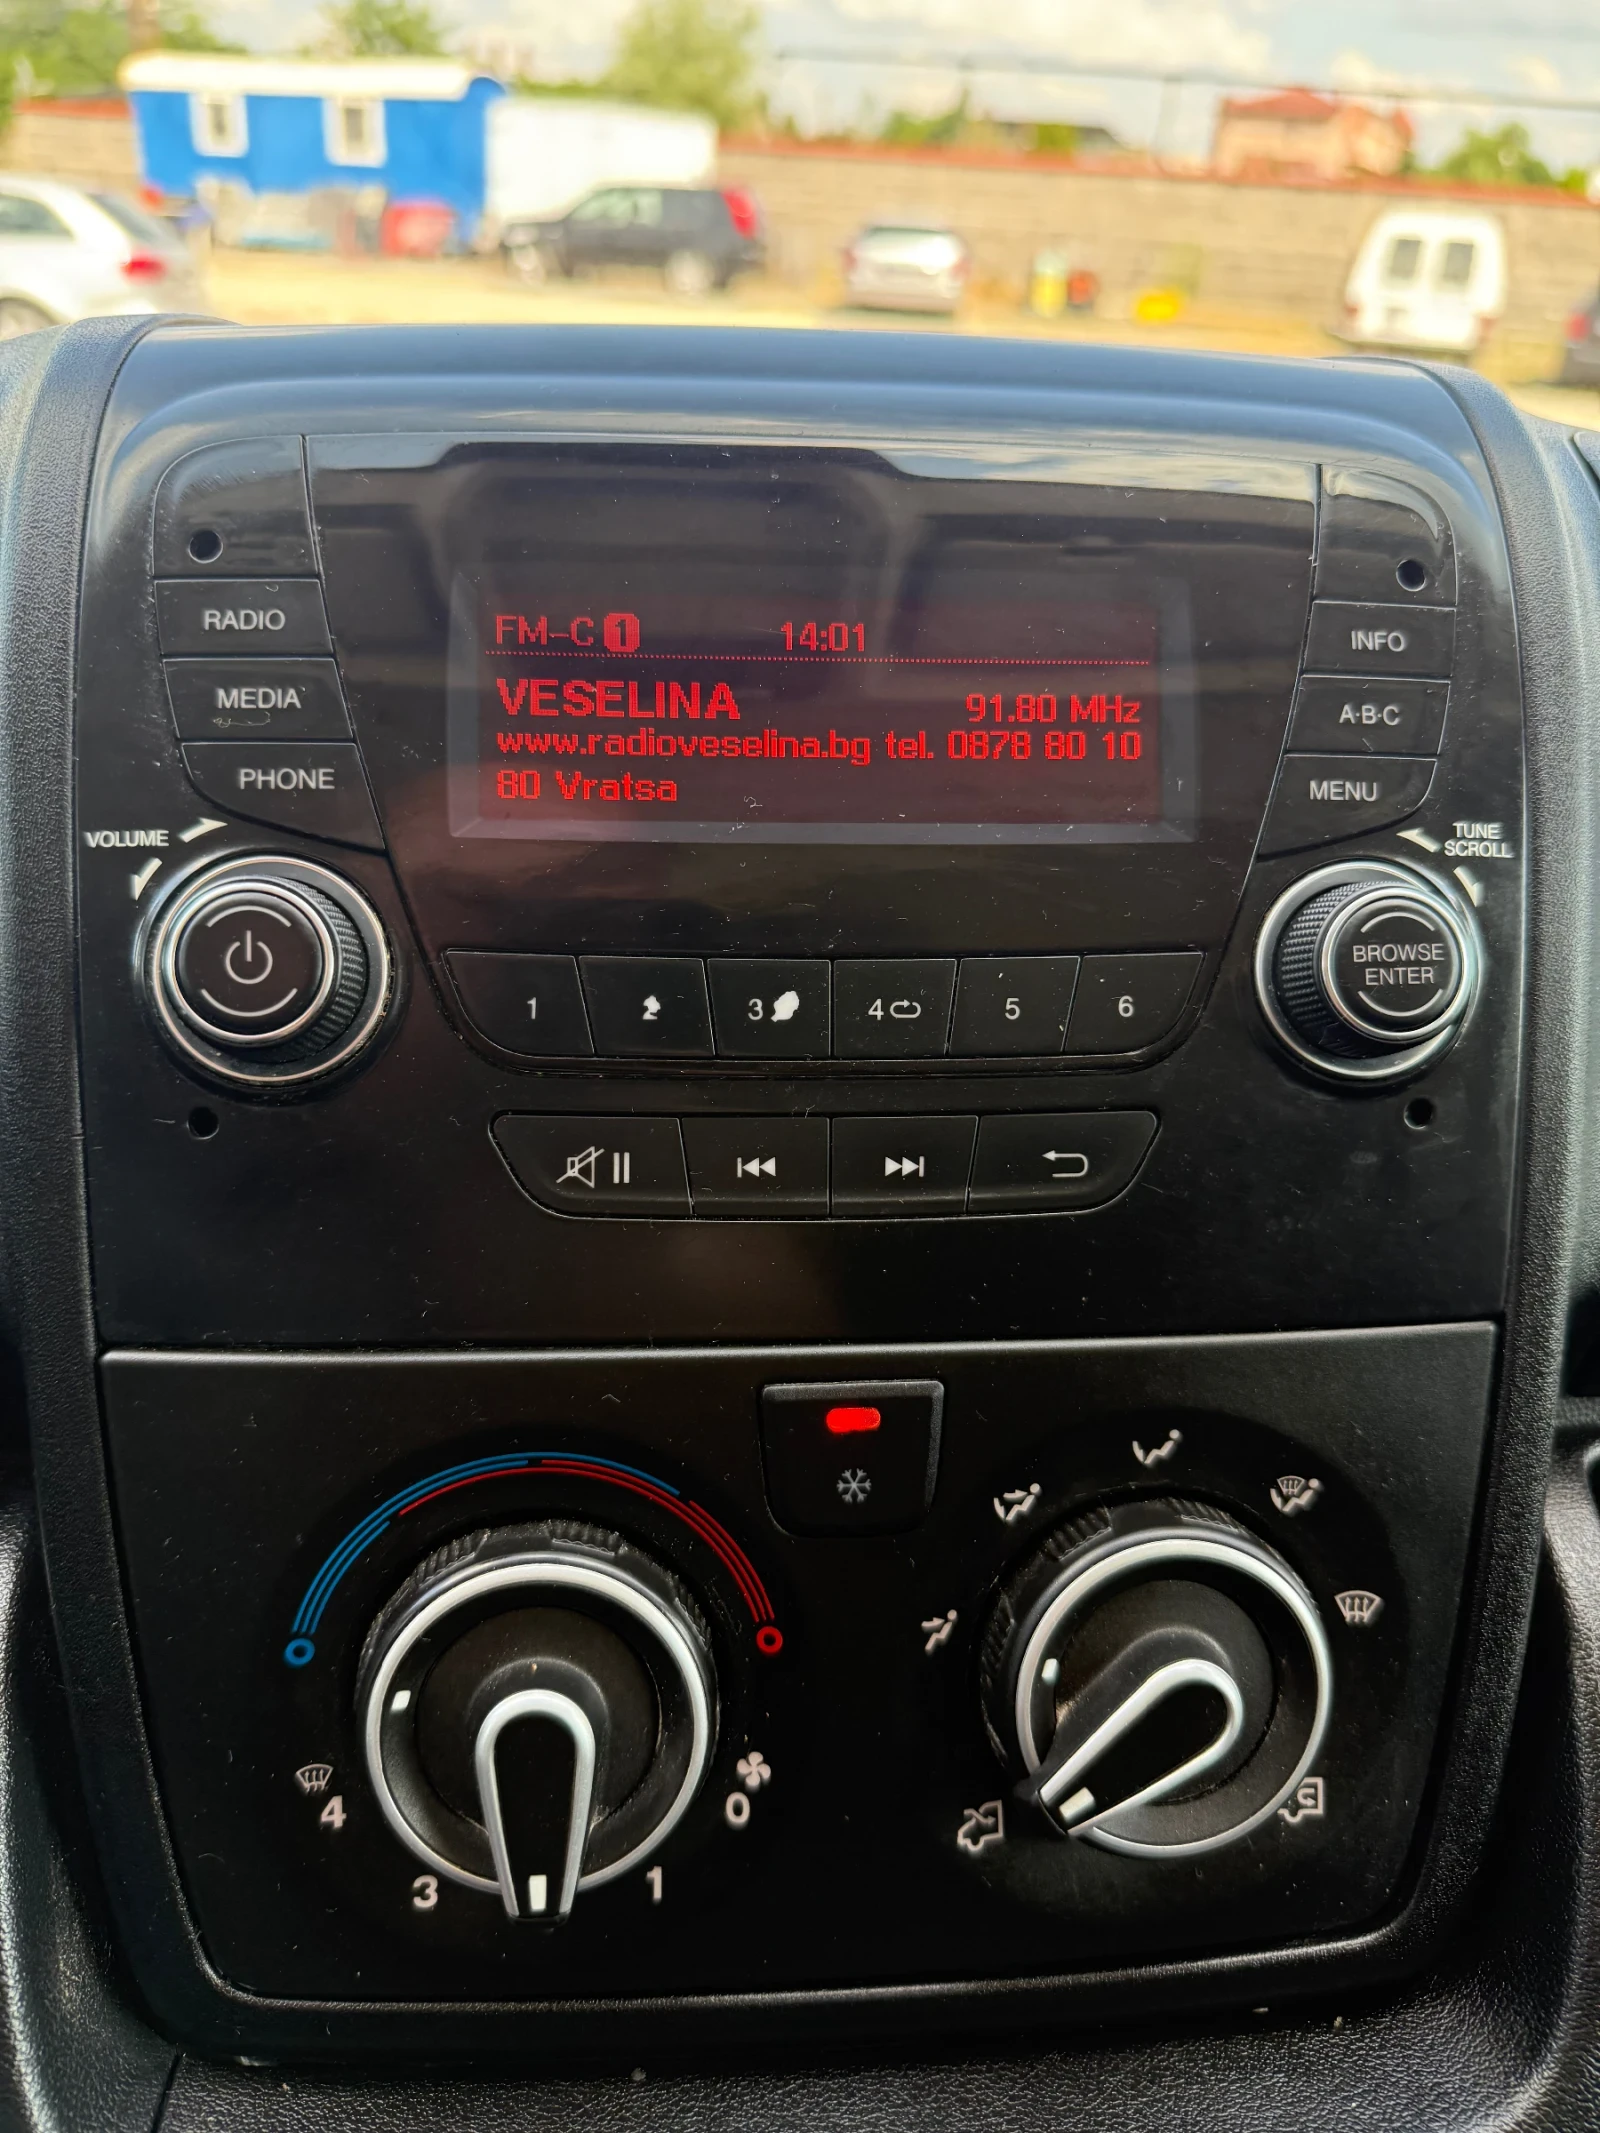 RADIO
MEDIA
PHONE
VOLUME
FM-C 1 14:01
VESELINA 91.80 MHz
www.radioveselina.bg tel. 0878 80 10
80 Vratsa
INFO
A·B·C
MENU
TUNE
SCROLL
BROWSE
ENTER
1 2 3 4 5 6
4 0
3 1